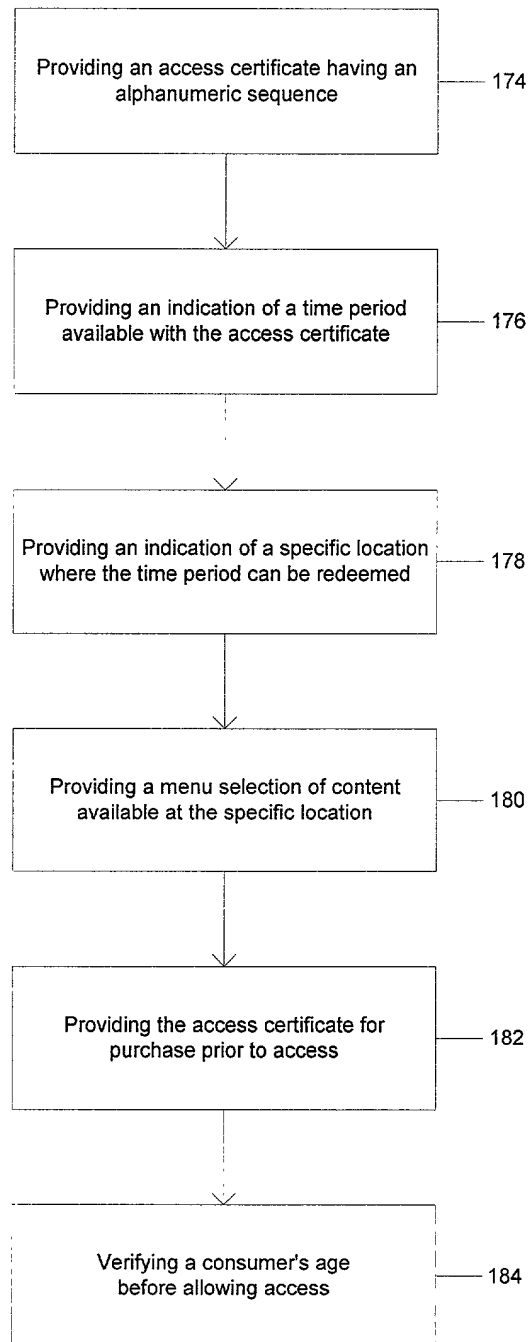 Providing an access certificate having an
alphanumeric sequence
174
Providing an indication of a time period
available with the access certificate
176
Providing an indication of a specific location
where the time period can be redeemed
178
Providing a menu selection of content
available at the specific location
180
Providing the access certificate for
purchase prior to access
182
Verifying a consumer's age
before allowing access
184